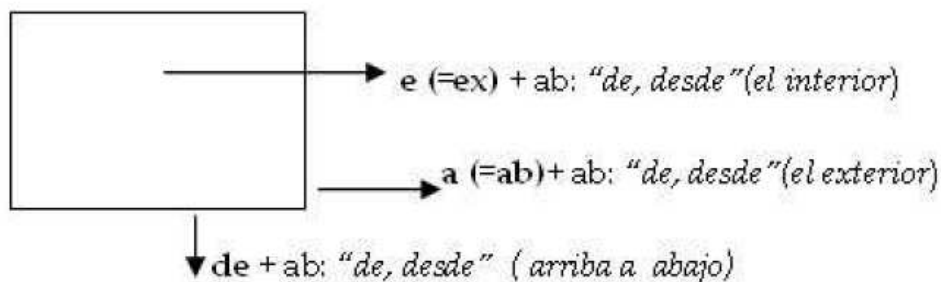 e (=ex) + ab: “de, desde”(el interior)
a (=ab)+ ab: “de, desde”(el exterior)
de + ab: “de, desde” ( arriba a abajo)